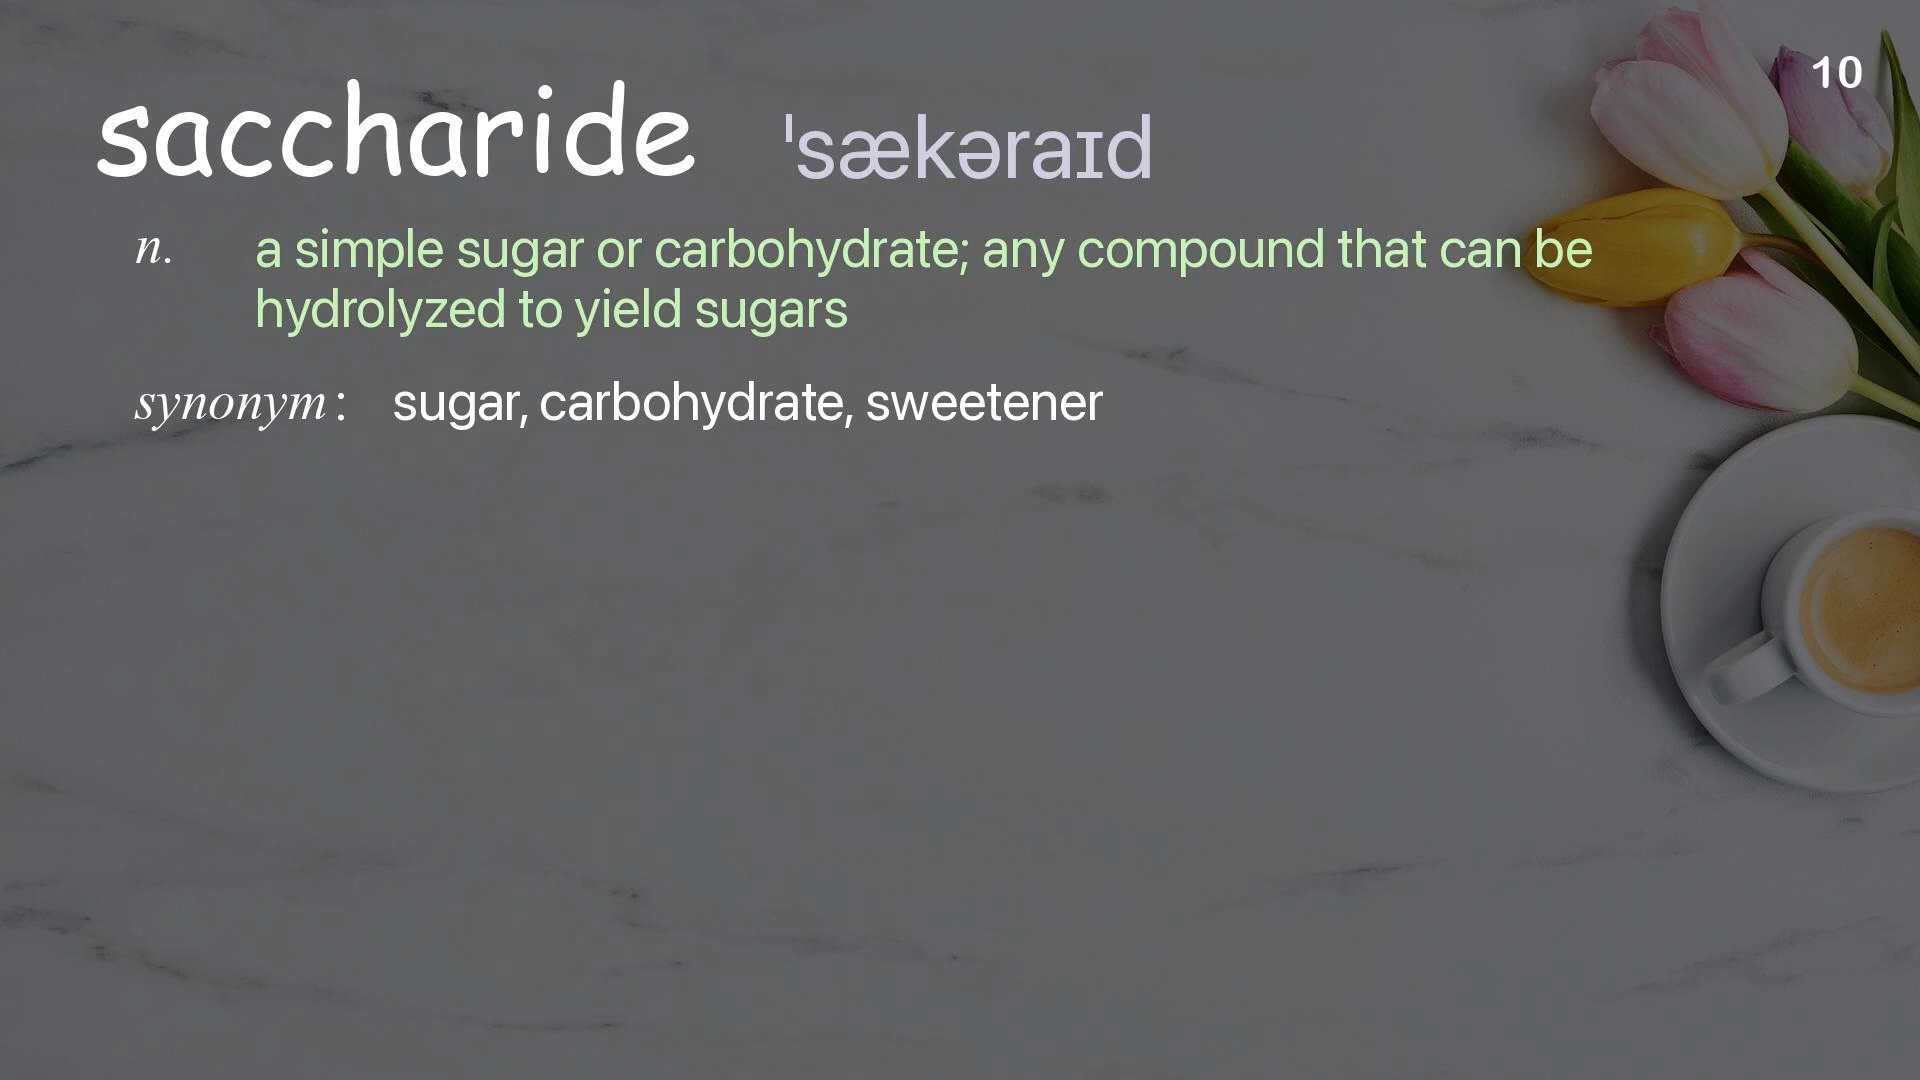 10
saccharide ˈsækəraɪd
n. a simple sugar or carbohydrate; any compound that can be
hydrolyzed to yield sugars
synonym : sugar, carbohydrate, sweetener